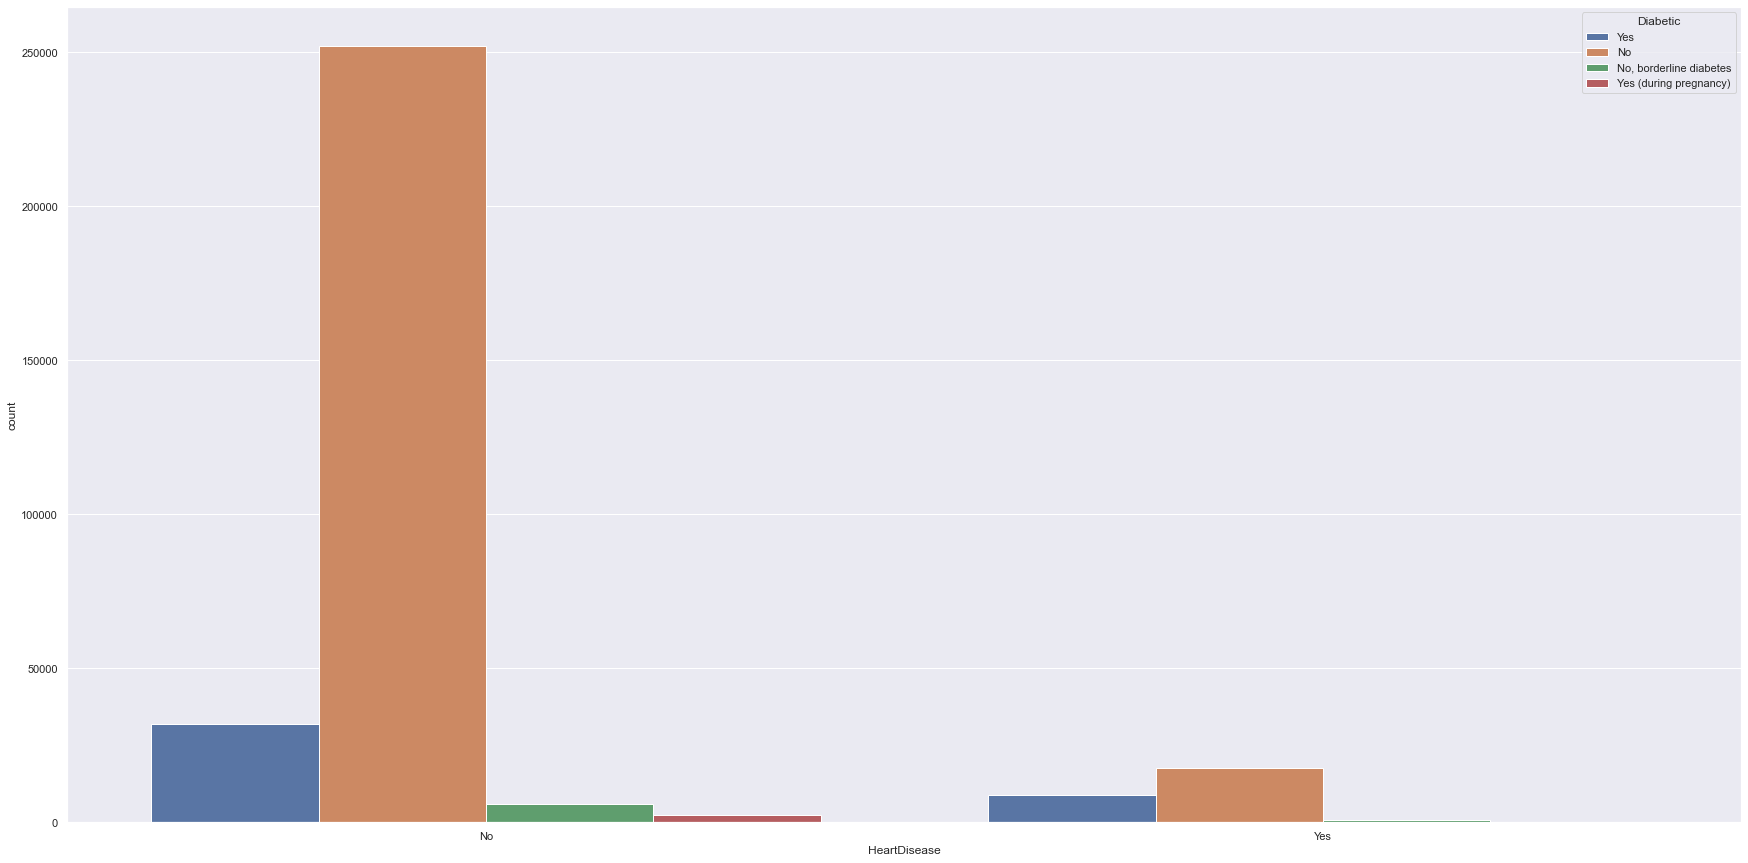 Diabetic
Yes
No
No, borderline diabetes
Yes (during pregnancy)
250000
200000
150000
100000
50000
0
count
No
Yes
HeartDisease